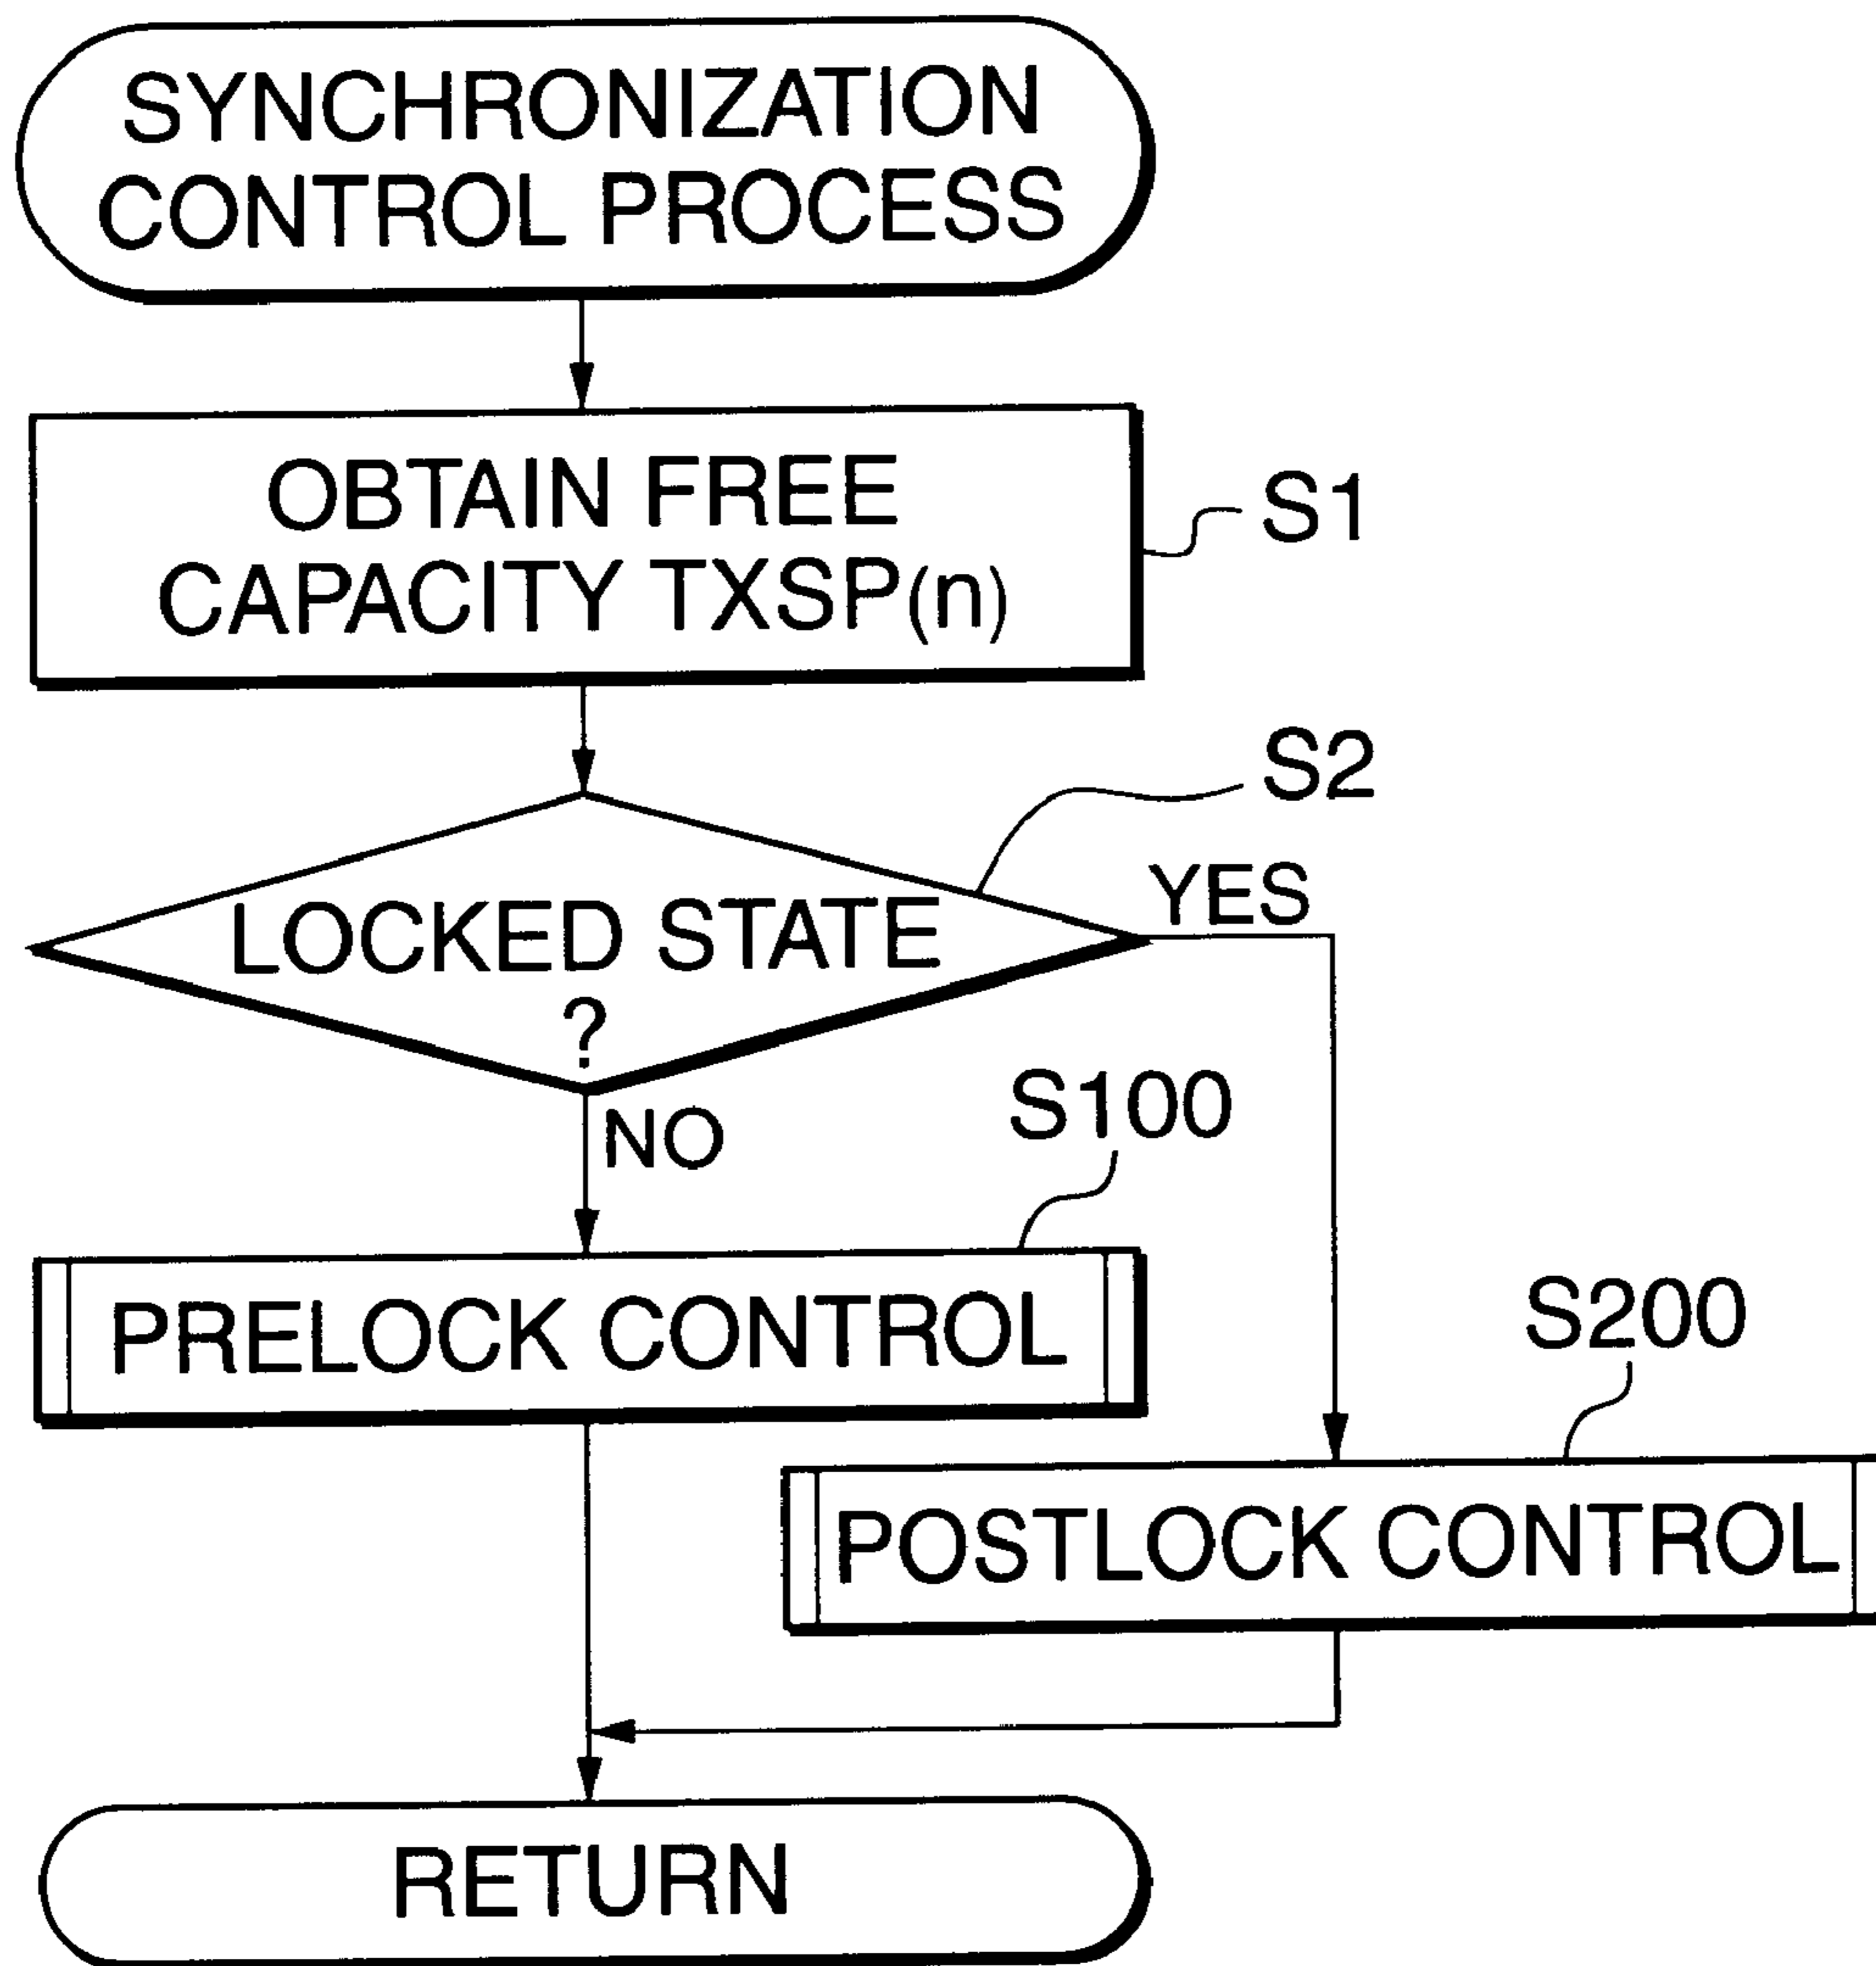 SYNCHRONIZATION
CONTROL PROCESS
OBTAIN FREE
CAPACITY TXSP(n)
S1
S2
YES
LOCKED STATE
?
NO
S100
PRELOCK CONTROL
S200
POSTLOCK CONTROL
RETURN